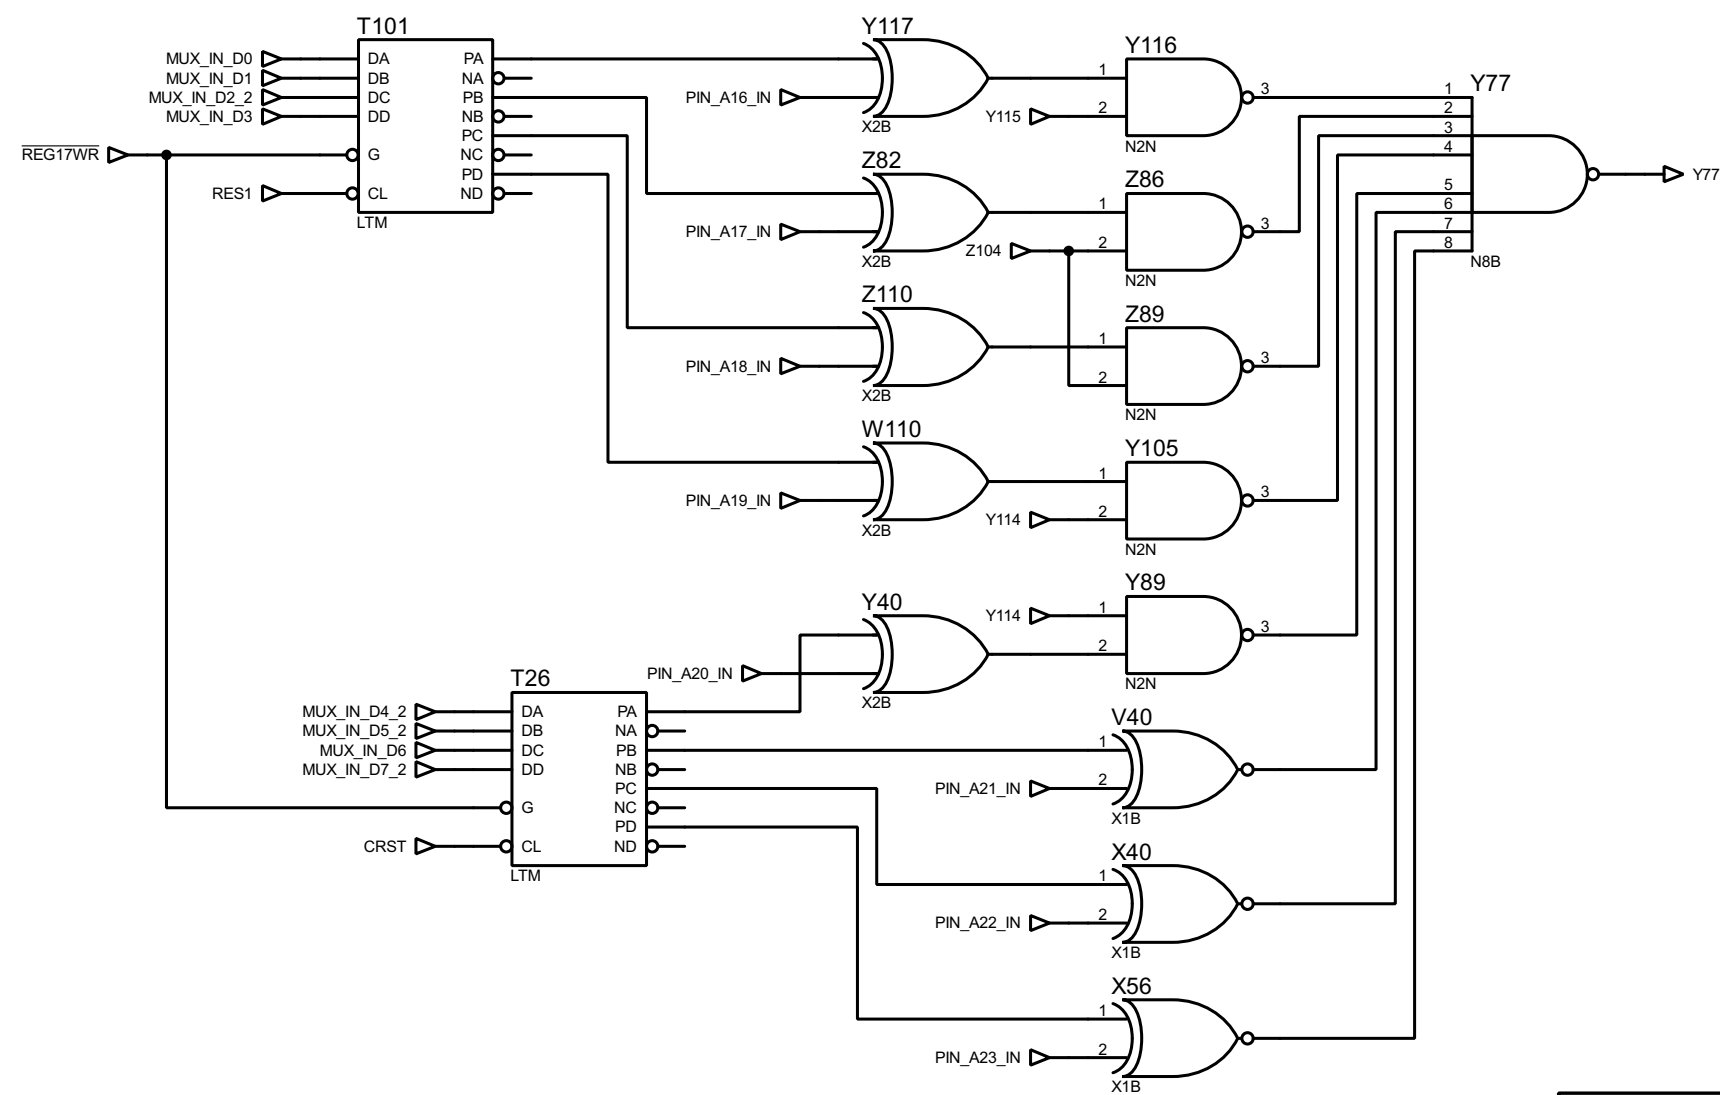 T101
MUX_IN_D0 DA PA
MUX_IN_D1 DB NA
MUX_IN_D2_2 DC PB
MUX_IN_D3 DD NB
PC
REG17WR G NC
PD
RES1 CL ND
LTM
Y117
PIN_A16_IN
X2B
Y116
1
Y115 2
3
N2N
Z82
PIN_A17_IN
X2B
Z86
1
Z104 2
3
N2N
Z110
PIN_A18_IN
X2B
Z89
1
2
3
N2N
W110
PIN_A19_IN
X2B
Y105
1
Y114 2
3
N2N
Y40
PIN_A20_IN
X2B
Y89
Y114 1
2
3
N2N
Y77
1
2
3
4
5
6
7
8
N8B
Y77
T26
MUX_IN_D4_2 DA PA
MUX_IN_D5_2 DB NA
MUX_IN_D6 DC PB
MUX_IN_D7_2 DD NB
PC
G NC
PD
CRST CL ND
LTM
V40
1
PIN_A21_IN 2
X1B
X40
1
PIN_A22_IN 2
X1B
X56
1
PIN_A23_IN 2
X1B